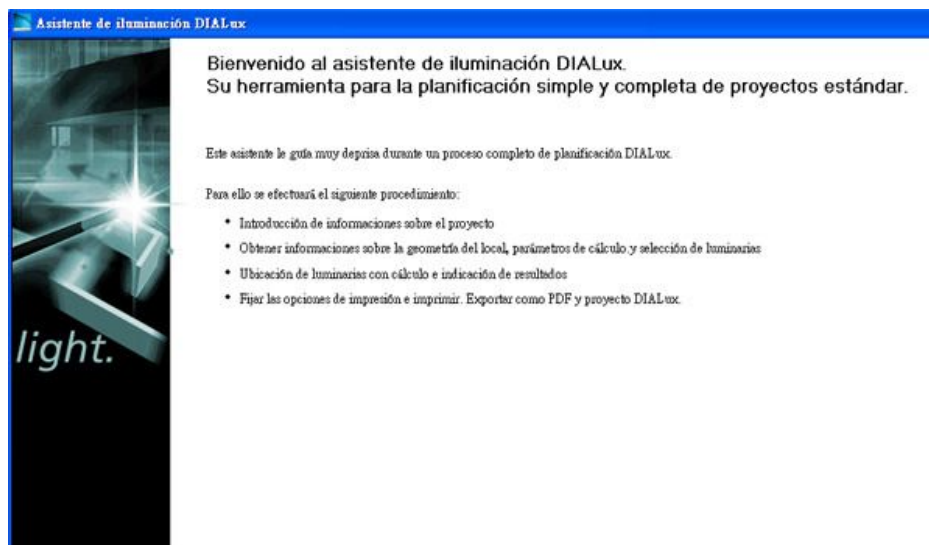 Asistente de iluminación DIALux
Bienvenido al asistente de iluminación DIALux.
Su herramienta para la planificación simple y completa de proyectos estándar.
Este asistente le guía muy deprisa durante un proceso completo de planificación DIALux.
Para ello se efectuará el siguiente procedimiento:
• Introducción de informaciones sobre el proyecto
• Obtener informaciones sobre la geometría del local, parámetros de cálculo y selección de luminarias
• Ubicación de luminarias con cálculo e indicación de resultados
• Fijar las opciones de impresión e imprimir. Exportar como PDF y proyecto DIALux.
light.